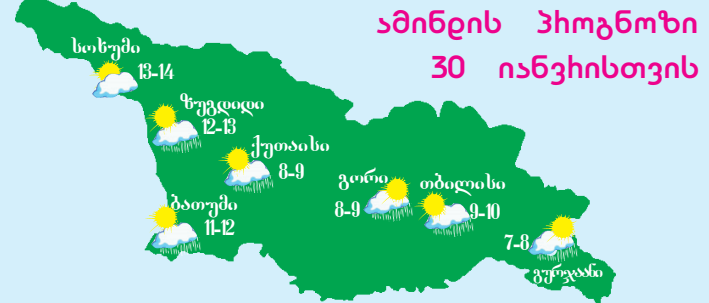 ამინდის პროგნოზი
30 იანვრისთვის
სოხუმი
13-14
ზუგდიდი
12-13
ქუთაისი
8-9
გორი
8-9
თბილისი
9-10
ბათუმი
11-12
7-8
გურჯაანი